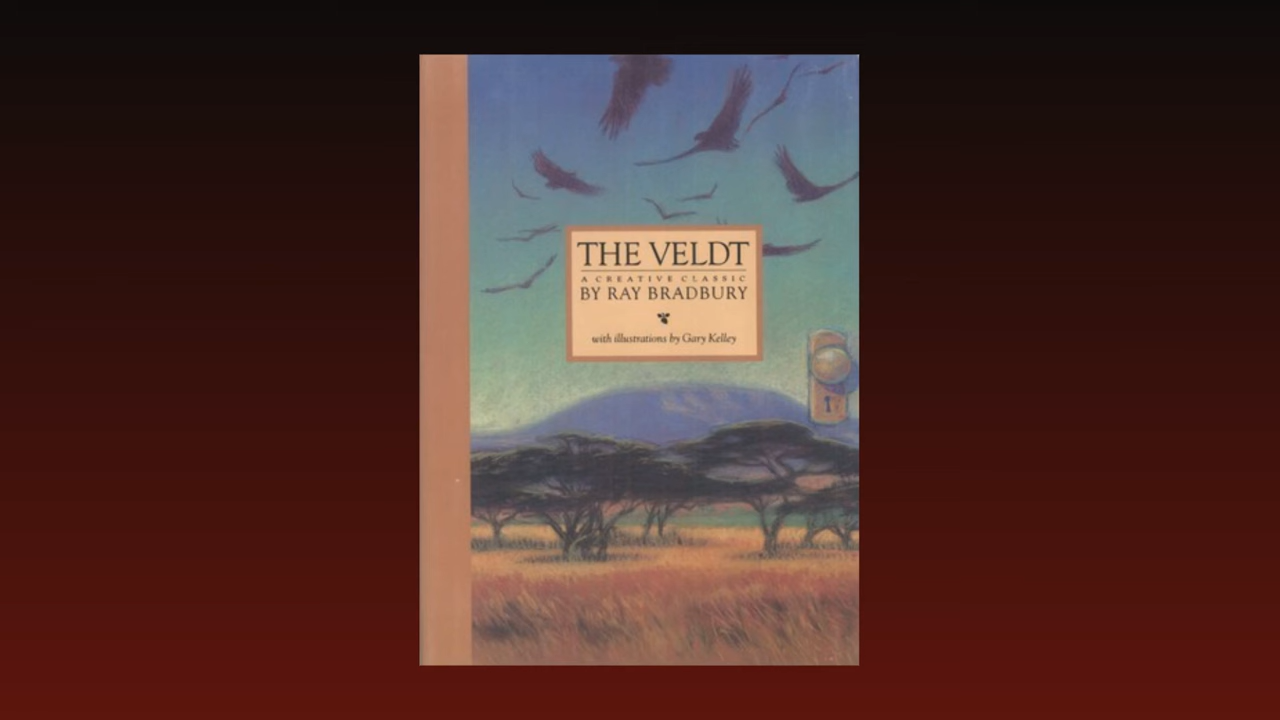 THE VELDT
A CREATIVE CLASSIC
BY RAY BRADBURY
with illustrations by Gary Kelley